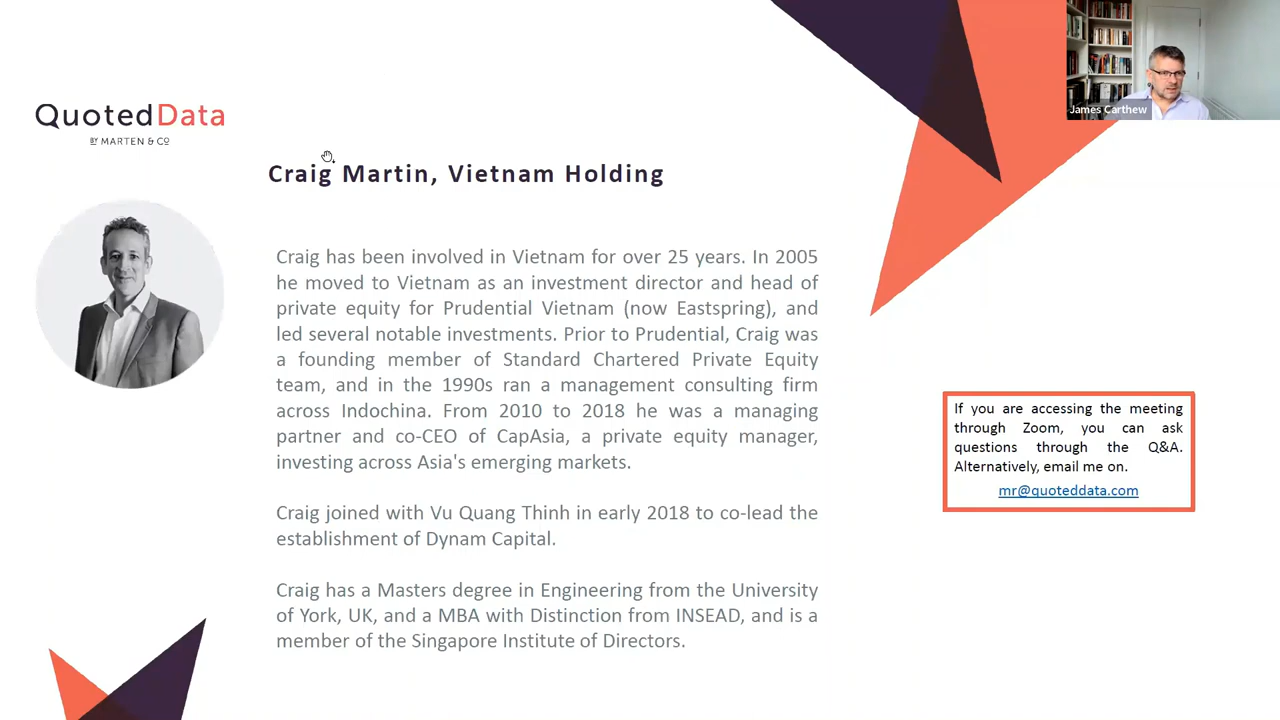 James Carthew
QuotedData
BY MARTEN & CO
Craig Martin, Vietnam Holding
Craig has been involved in Vietnam for over 25 years. In 2005
he moved to Vietnam as an investment director and head of
private equity for Prudential Vietnam (now Eastspring), and
led several notable investments. Prior to Prudential, Craig was
a founding member of Standard Chartered Private Equity
team, and in the 1990s ran a management consulting firm
across Indochina. From 2010 to 2018 he was a managing
partner and co-CEO of CapAsia, a private equity manager,
investing across Asia's emerging markets.
Craig joined with Vu Quang Thinh in early 2018 to co-lead the
establishment of Dynam Capital.
Craig has a Masters degree in Engineering from the University
of York, UK, and a MBA with Distinction from INSEAD, and is a
member of the Singapore Institute of Directors.
If you are accessing the meeting
through Zoom, you can ask
questions through the Q&A.
Alternatively, email me on.
mr@quoteddata.com